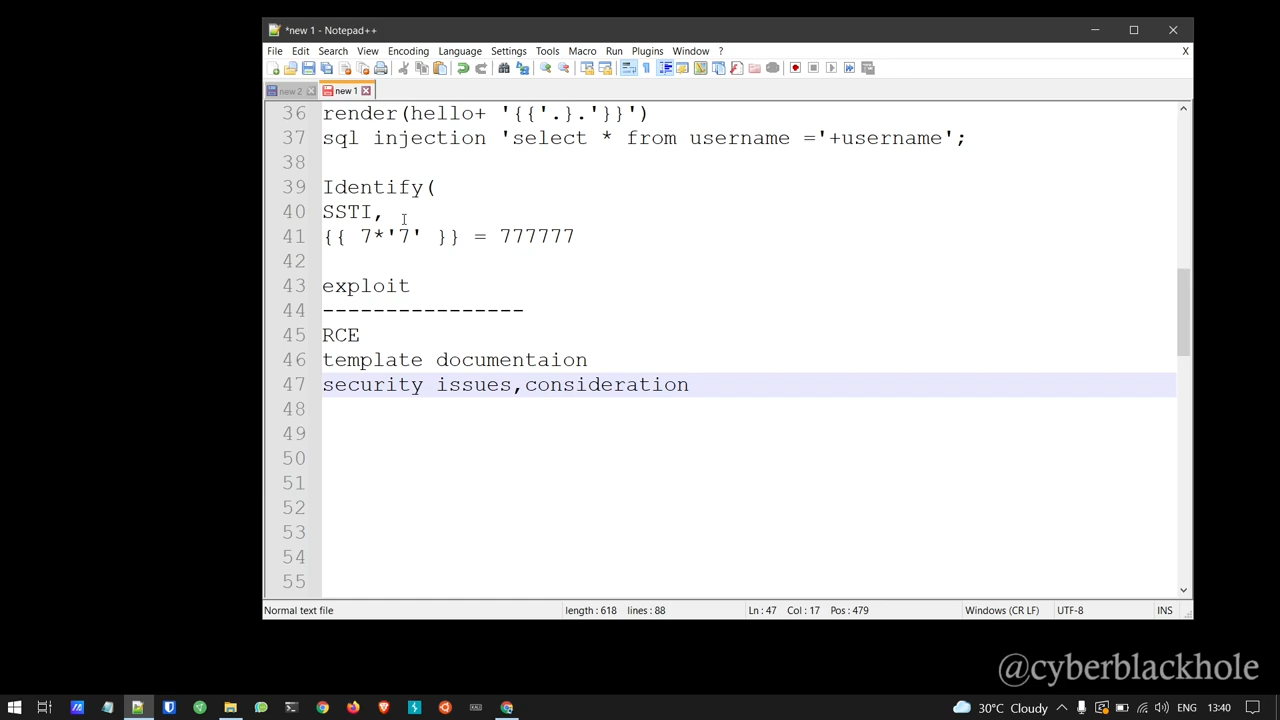 *new 1 - Notepad++
File Edit Search View Encoding Language Settings Tools Macro Run Plugins Window ? X
new 2 new 1
36 render(hello+ '{{'.}.'}}')
37 sql injection 'select * from username ='+username';
38
39 Identify(
40 SSTI,
41 {{ 7*'7' }} = 777777
42
43 exploit
44 ----------------
45 RCE
46 template documentaion
47 security issues,consideration
48
49
50
51
52
53
54
55
Normal text file length : 618 lines : 88 Ln : 47 Col : 17 Pos : 479 Windows (CR LF) UTF-8 INS
@cyberblackhole
30°C Cloudy ENG 13:40